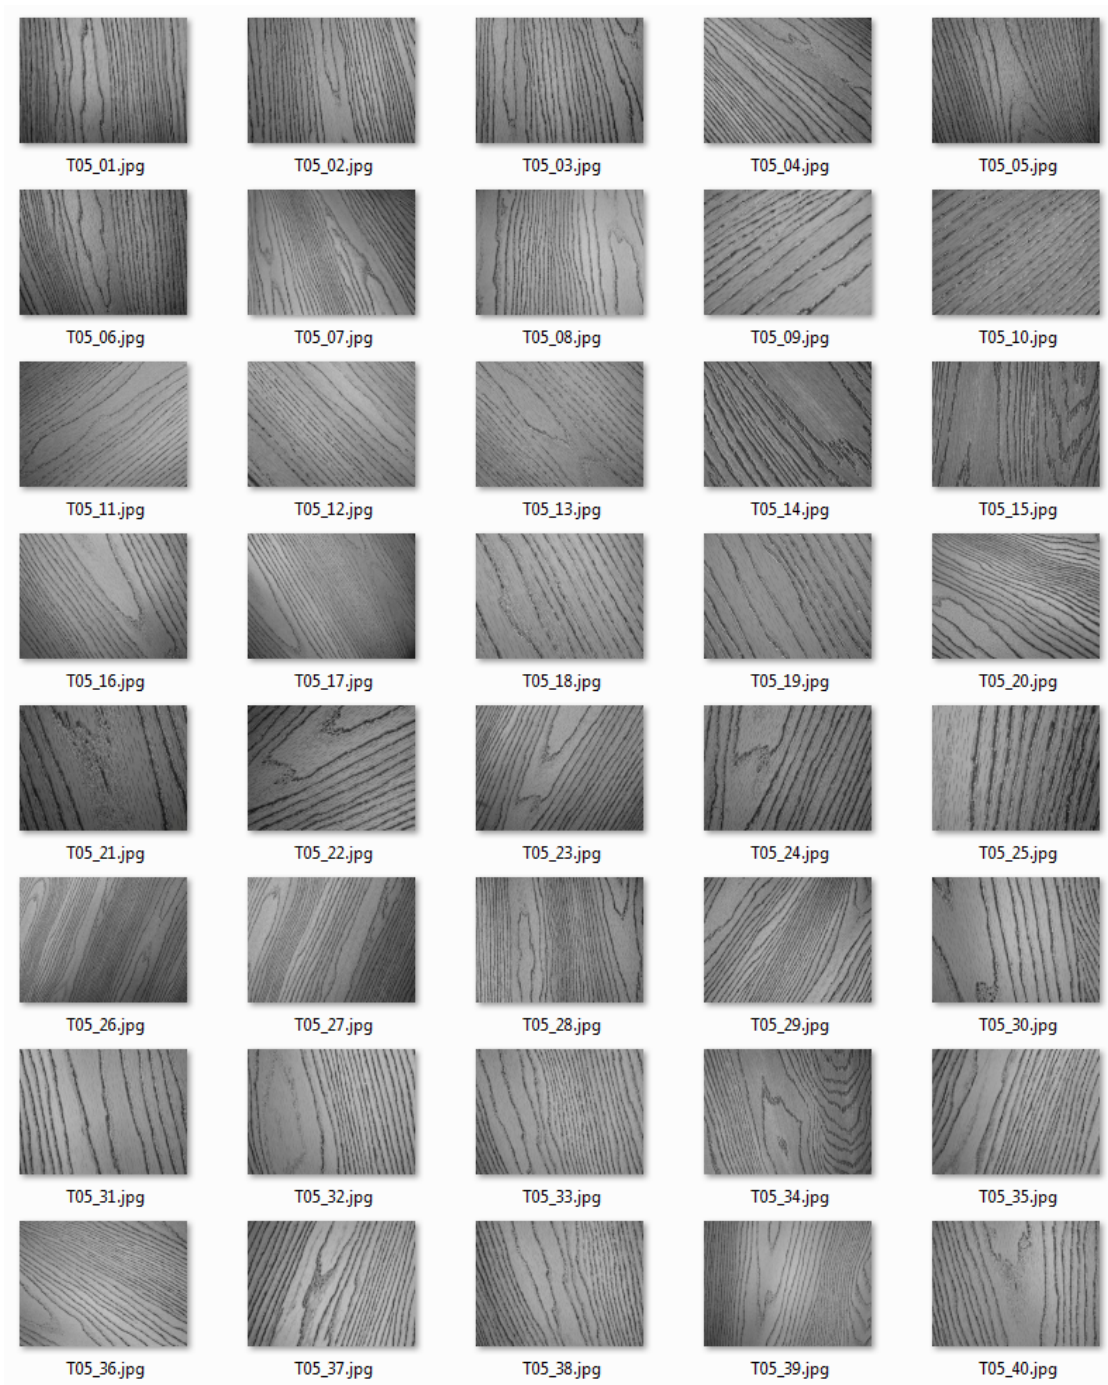 T05_01.jpg T05_02.jpg T05_03.jpg T05_04.jpg T05_05.jpg
T05_06.jpg T05_07.jpg T05_08.jpg T05_09.jpg T05_10.jpg
T05_11.jpg T05_12.jpg T05_13.jpg T05_14.jpg T05_15.jpg
T05_16.jpg T05_17.jpg T05_18.jpg T05_19.jpg T05_20.jpg
T05_21.jpg T05_22.jpg T05_23.jpg T05_24.jpg T05_25.jpg
T05_26.jpg T05_27.jpg T05_28.jpg T05_29.jpg T05_30.jpg
T05_31.jpg T05_32.jpg T05_33.jpg T05_34.jpg T05_35.jpg
T05_36.jpg T05_37.jpg T05_38.jpg T05_39.jpg T05_40.jpg